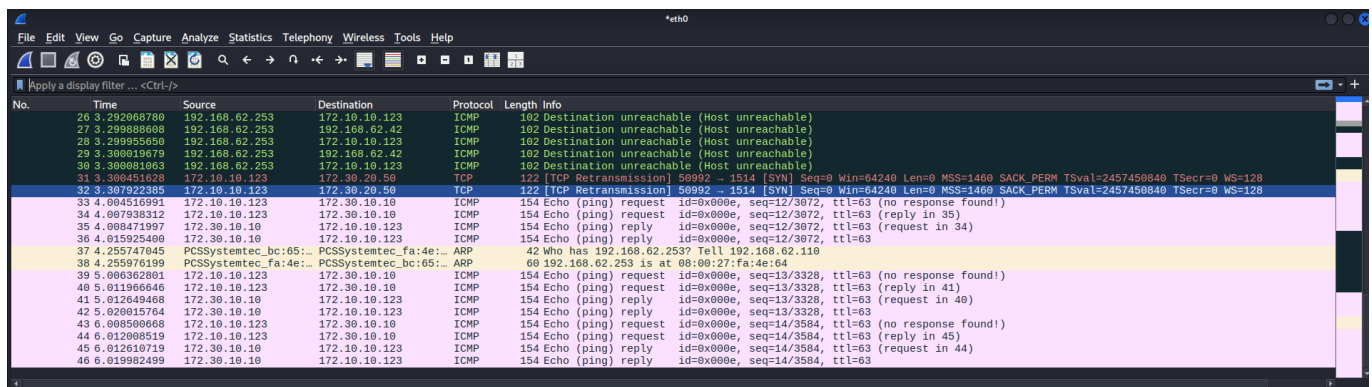 *eth0
File Edit View Go Capture Analyze Statistics Telephony Wireless Tools Help
Apply a display filter ... <Ctrl-/>
No. Time Source Destination Protocol Length Info
26 3.292068780 192.168.62.253 172.10.10.123 ICMP 102 Destination unreachable (Host unreachable)
27 3.299888608 192.168.62.253 192.168.62.42 ICMP 102 Destination unreachable (Host unreachable)
28 3.299955650 192.168.62.253 172.10.10.123 ICMP 102 Destination unreachable (Host unreachable)
29 3.300019679 192.168.62.253 192.168.62.42 ICMP 102 Destination unreachable (Host unreachable)
30 3.300081063 192.168.62.253 172.10.10.123 ICMP 102 Destination unreachable (Host unreachable)
31 3.300451628 172.10.10.123 172.30.20.50 TCP 122 [TCP Retransmission] 50992 → 1514 [SYN] Seq=0 Win=64240 Len=0 MSS=1460 SACK_PERM TSval=2457450840 TSecr=0 WS=128
32 3.307922385 172.10.10.123 172.30.20.50 TCP 122 [TCP Retransmission] 50992 → 1514 [SYN] Seq=0 Win=64240 Len=0 MSS=1460 SACK_PERM TSval=2457450840 TSecr=0 WS=128
33 4.004516991 172.10.10.123 172.30.10.10 ICMP 154 Echo (ping) request id=0x000e, seq=12/3072, ttl=63 (no response found!)
34 4.007938312 172.10.10.123 172.30.10.10 ICMP 154 Echo (ping) request id=0x000e, seq=12/3072, ttl=63 (reply in 35)
35 4.008471997 172.30.10.10 172.10.10.123 ICMP 154 Echo (ping) reply id=0x000e, seq=12/3072, ttl=63 (request in 34)
36 4.015925400 172.30.10.10 172.10.10.123 ICMP 154 Echo (ping) reply id=0x000e, seq=12/3072, ttl=63
37 4.255747045 PCSSystemtec_bc:65:… PCSSystemtec_fa:4e:… ARP 42 Who has 192.168.62.253? Tell 192.168.62.110
38 4.255976199 PCSSystemtec_fa:4e:… PCSSystemtec_bc:65:… ARP 60 192.168.62.253 is at 08:00:27:fa:4e:64
39 5.006362801 172.10.10.123 172.30.10.10 ICMP 154 Echo (ping) request id=0x000e, seq=13/3328, ttl=63 (no response found!)
40 5.011966646 172.10.10.123 172.30.10.10 ICMP 154 Echo (ping) request id=0x000e, seq=13/3328, ttl=63 (reply in 41)
41 5.012649468 172.30.10.10 172.10.10.123 ICMP 154 Echo (ping) reply id=0x000e, seq=13/3328, ttl=63 (request in 40)
42 5.020015764 172.30.10.10 172.10.10.123 ICMP 154 Echo (ping) reply id=0x000e, seq=13/3328, ttl=63
43 6.008500668 172.10.10.123 172.30.10.10 ICMP 154 Echo (ping) request id=0x000e, seq=14/3584, ttl=63 (no response found!)
44 6.012008519 172.10.10.123 172.30.10.10 ICMP 154 Echo (ping) request id=0x000e, seq=14/3584, ttl=63 (reply in 45)
45 6.012610719 172.30.10.10 172.10.10.123 ICMP 154 Echo (ping) reply id=0x000e, seq=14/3584, ttl=63 (request in 44)
46 6.019982499 172.30.10.10 172.10.10.123 ICMP 154 Echo (ping) reply id=0x000e, seq=14/3584, ttl=63